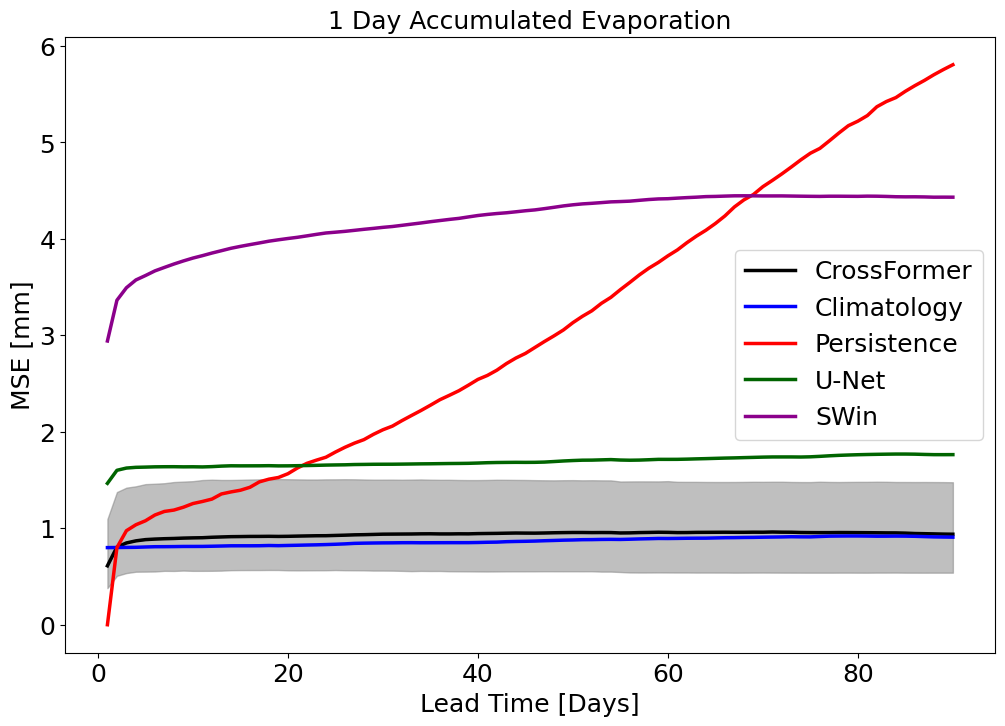 1 Day Accumulated Evaporation
6
5
4
3
2
1
0
MSE [mm]
CrossFormer
Climatology
Persistence
U-Net
SWin
0 20 40 60 80
Lead Time [Days]